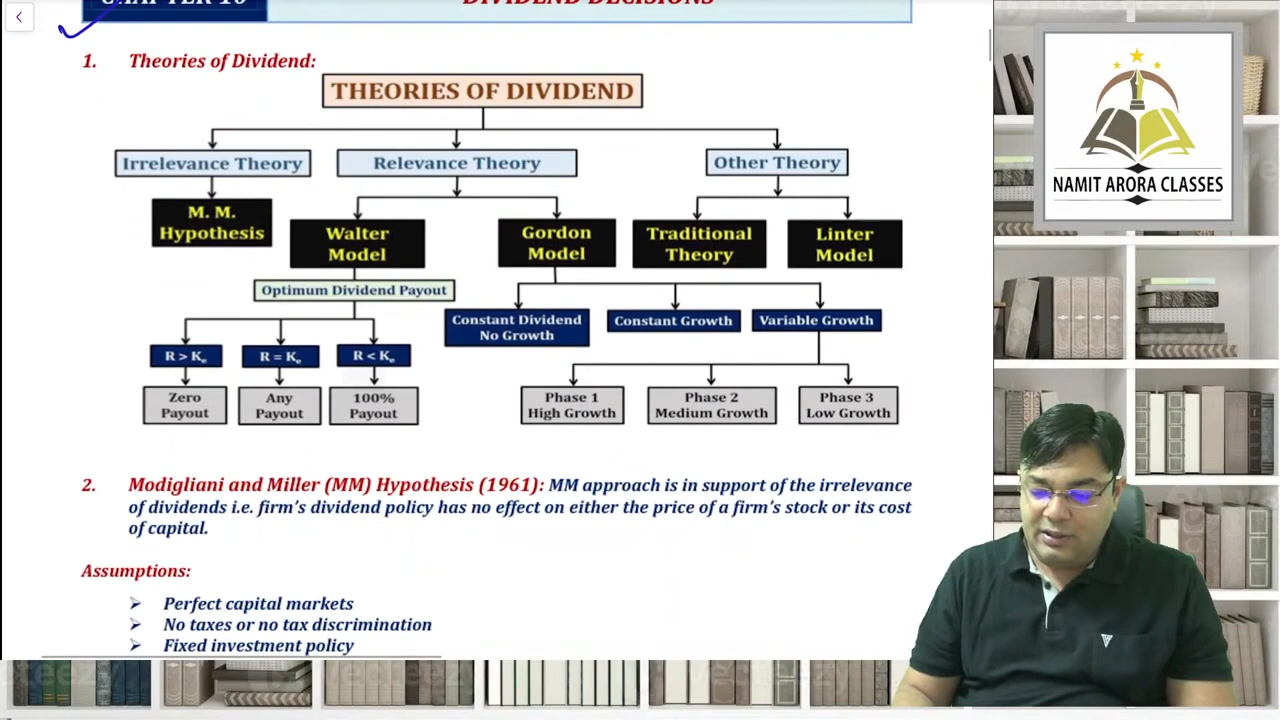 CHAPTER 10
DIVIDEND DECISIONS
1. Theories of Dividend:
THEORIES OF DIVIDEND
Irrelevance Theory
Relevance Theory
Other Theory
M. M.
Hypothesis
Walter
Model
Gordon
Model
Traditional
Theory
Linter
Model
Optimum Dividend Payout
Constant Dividend
No Growth
Constant Growth
Variable Growth
R > Ke
R = Ke
R < Ke
Zero
Payout
Any
Payout
100%
Payout
Phase 1
High Growth
Phase 2
Medium Growth
Phase 3
Low Growth
2. Modigliani and Miller (MM) Hypothesis (1961): MM approach is in support of the irrelevance
of dividends i.e. firm's dividend policy has no effect on either the price of a firm's stock or its cost
of capital.
Assumptions:
➢ Perfect capital markets
➢ No taxes or no tax discrimination
➢ Fixed investment policy
NAMIT ARORA CLASSES